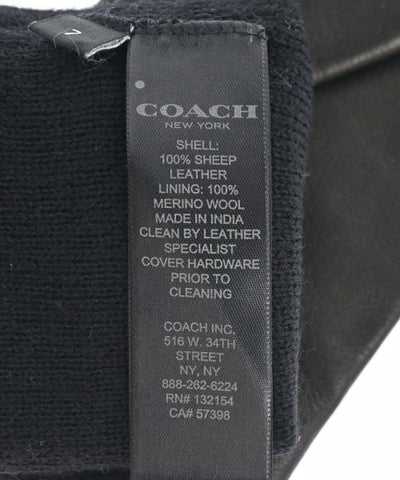 7
COACH
NEW YORK
SHELL:
100% SHEEP
LEATHER
LINING: 100%
MERINO WOOL
MADE IN INDIA
CLEAN BY LEATHER
SPECIALIST
COVER HARDWARE
PRIOR TO
CLEANING
COACH INC.
516 W. 34TH
STREET
NY, NY
888-262-6224
RN# 132154
CA# 57398